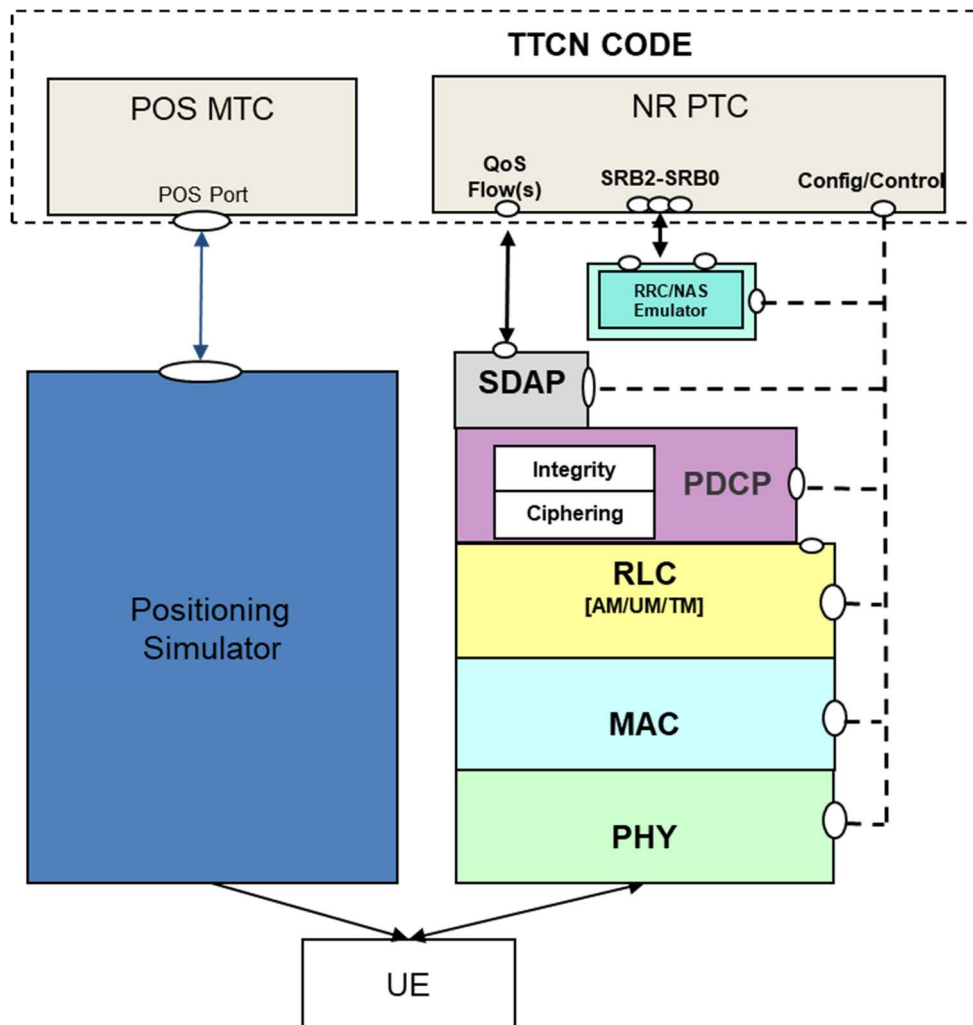 TTCN CODE
POS MTC
POS Port
NR PTC
QoS
Flow(s)
SRB2-SRB0
Config/Control
RRC/NAS
Emulator
SDAP
Integrity
Ciphering
PDCP
RLC
[AM/UM/TM]
MAC
PHY
Positioning
Simulator
UE